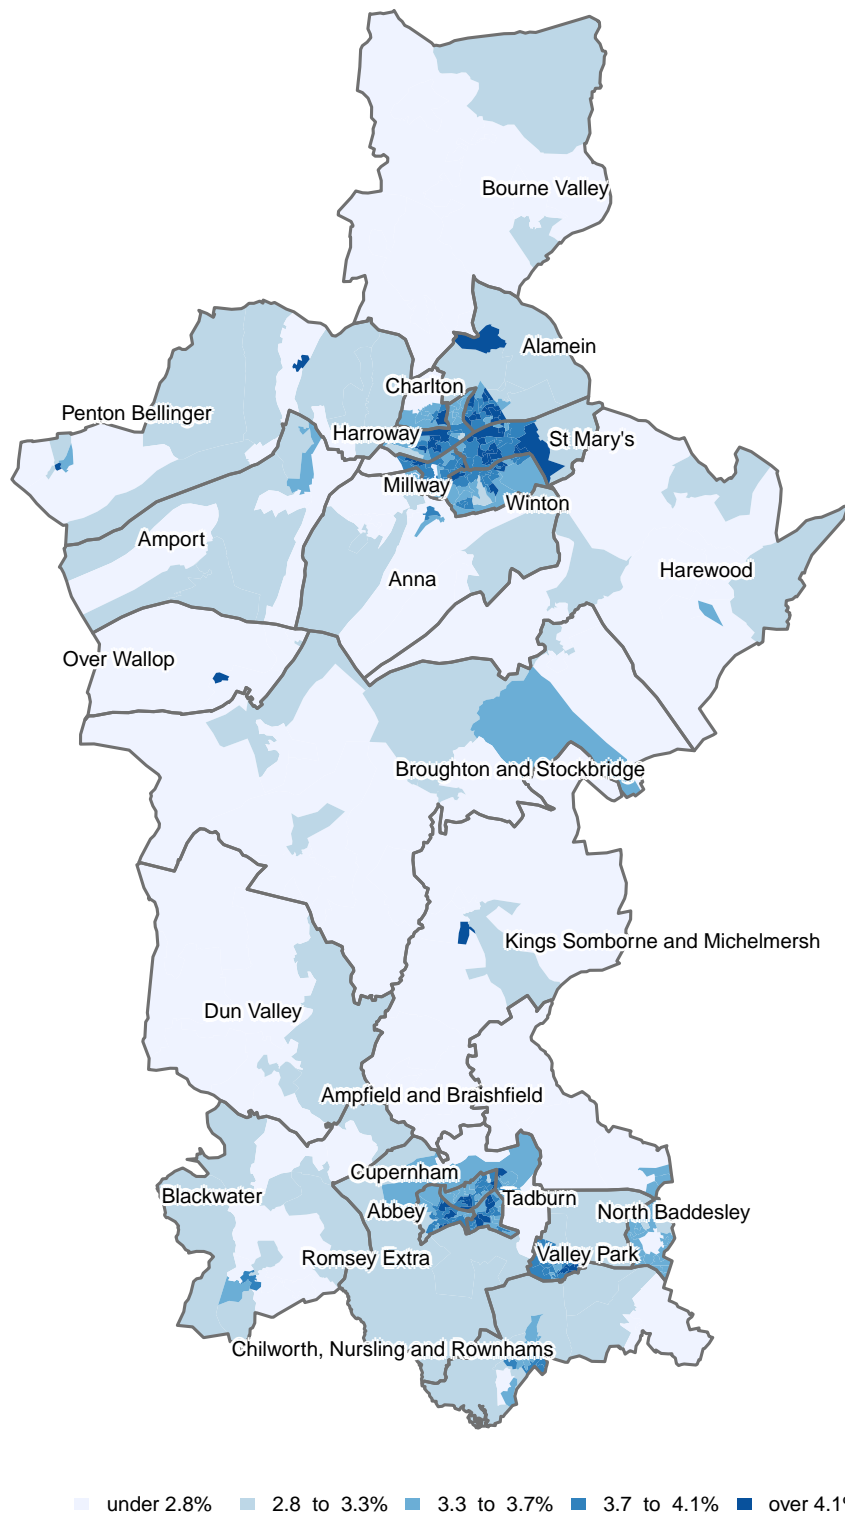 Bourne Valley
Alamein
Charlton
Penton Bellinger
Harroway
St Mary's
Millway
Winton
Amport
Anna
Harewood
Over Wallop
Broughton and Stockbridge
Kings Somborne and Michelmersh
Dun Valley
Ampfield and Braishfield
Cupernham
Blackwater
Tadburn
Abbey
North Baddesley
Valley Park
Romsey Extra
Chilworth, Nursling and Rownhams
under 2.8% 2.8 to 3.3% 3.3 to 3.7% 3.7 to 4.1% over 4.1%